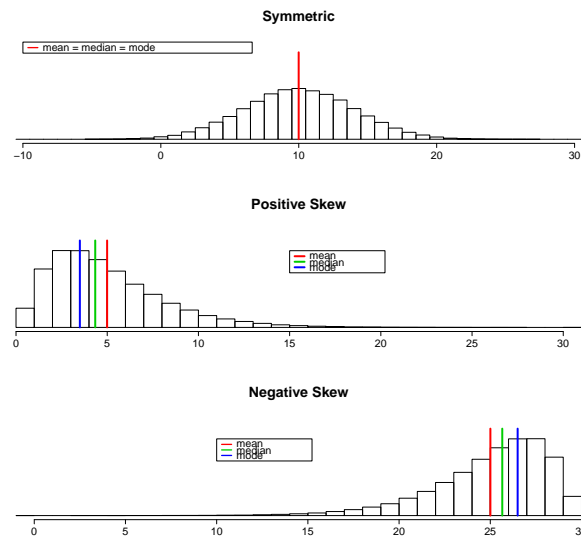 Symmetric
mean = median = mode
−10 0 10 20 30
Positive Skew
mean
median
mode
0 5 10 15 20 25 30
Negative Skew
mean
median
mode
0 5 10 15 20 25 30